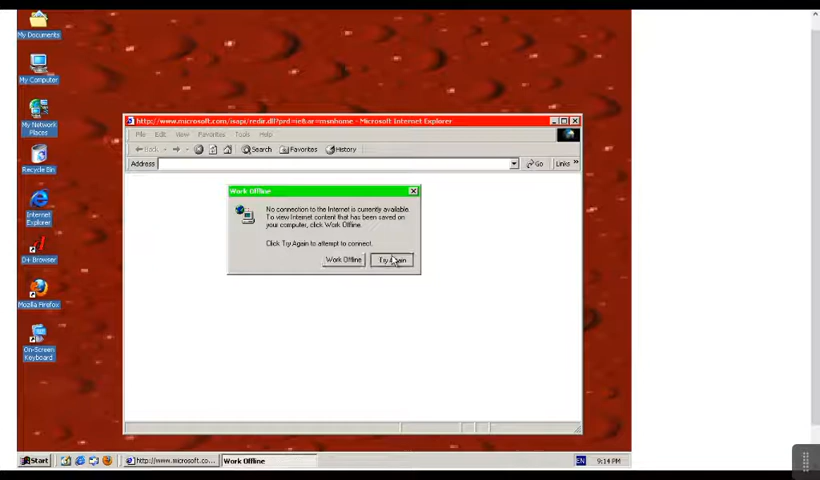 My Documents
My Computer
My Network
Places
Recycle Bin
Internet
Explorer
D+ Browser
Mozilla Firefox
On-Screen
Keyboard
http://www.microsoft.com/isapi/redir.dll?prd=ie&ar=msnhome - Microsoft Internet Explorer
File Edit View Favorites Tools Help
Back Search Favorites History
Address Go Links »
Work Offline
No connection to the Internet is currently available.
To view Internet content that has been saved on
your computer, click Work Offline.
Click Try Again to attempt to connect.
Work Offline Try Again
Start http://www.microsoft.co... Work Offline EN 9:14 PM